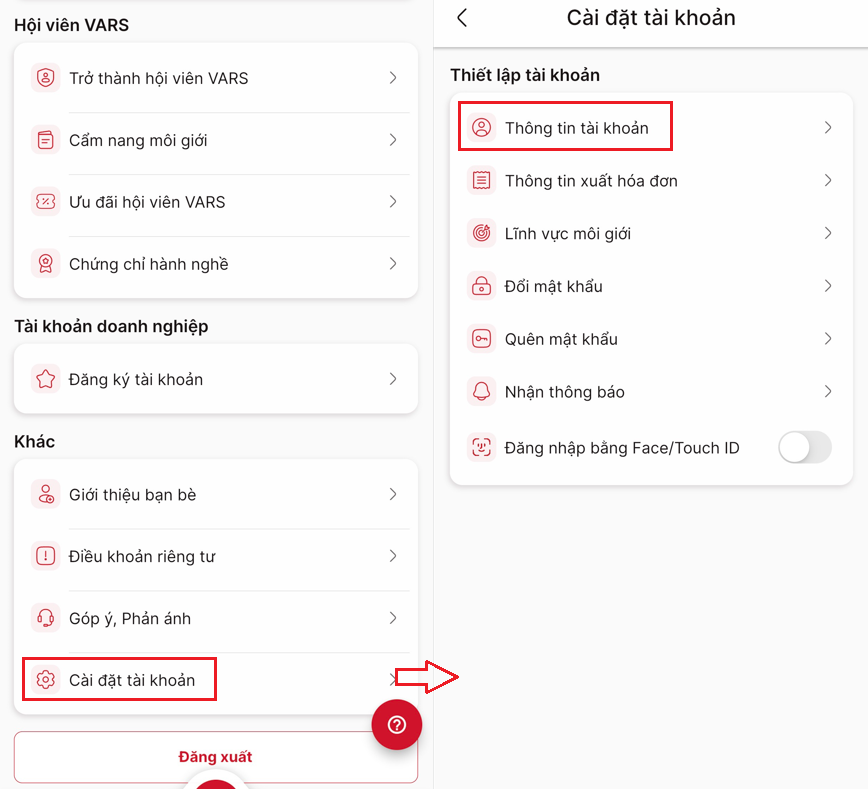 Hội viên VARS
Trở thành hội viên VARS
Cẩm nang môi giới
Ưu đãi hội viên VARS
Chứng chỉ hành nghề
Tài khoản doanh nghiệp
Đăng ký tài khoản
Khác
Giới thiệu bạn bè
Điều khoản riêng tư
Góp ý, Phản ánh
Cài đặt tài khoản
Đăng xuất
Cài đặt tài khoản
Thiết lập tài khoản
Thông tin tài khoản
Thông tin xuất hóa đơn
Lĩnh vực môi giới
Đổi mật khẩu
Quên mật khẩu
Nhận thông báo
Đăng nhập bằng Face/Touch ID